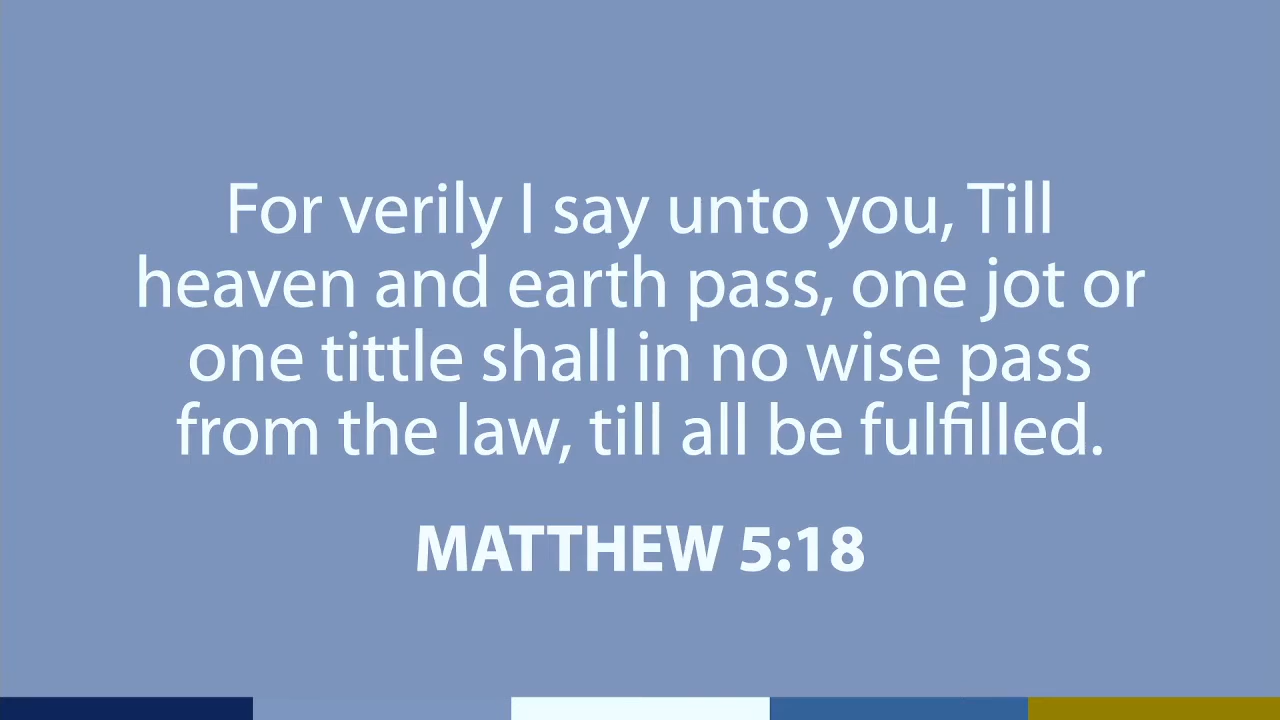 For verily I say unto you, Till
heaven and earth pass, one jot or
one tittle shall in no wise pass
from the law, till all be fulfilled.
MATTHEW 5:18